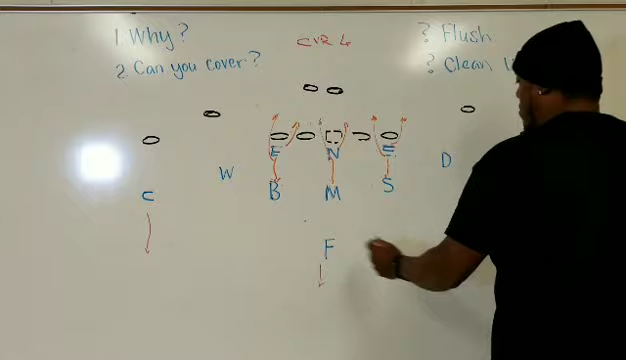 1 Why?
CVR 6
? Flush
2 Can you cover?
? Clean
E N E
W D
C B M S
F